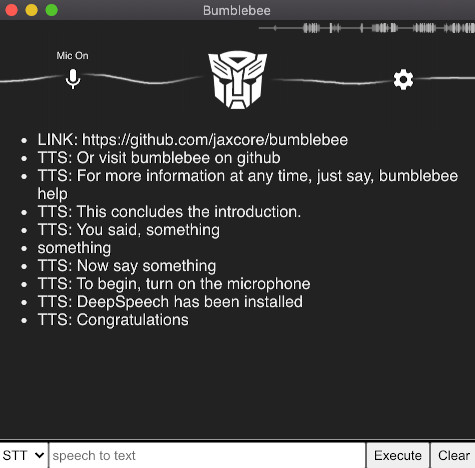 Bumblebee
Mic On
• LINK: https://github.com/jaxcore/bumblebee
• TTS: Or visit bumblebee on github
• TTS: For more information at any time, just say, bumblebee
help
• TTS: This concludes the introduction.
• TTS: You said, something
• something
• TTS: Now say something
• TTS: To begin, turn on the microphone
• TTS: DeepSpeech has been installed
• TTS: Congratulations
STT speech to text Execute Clear